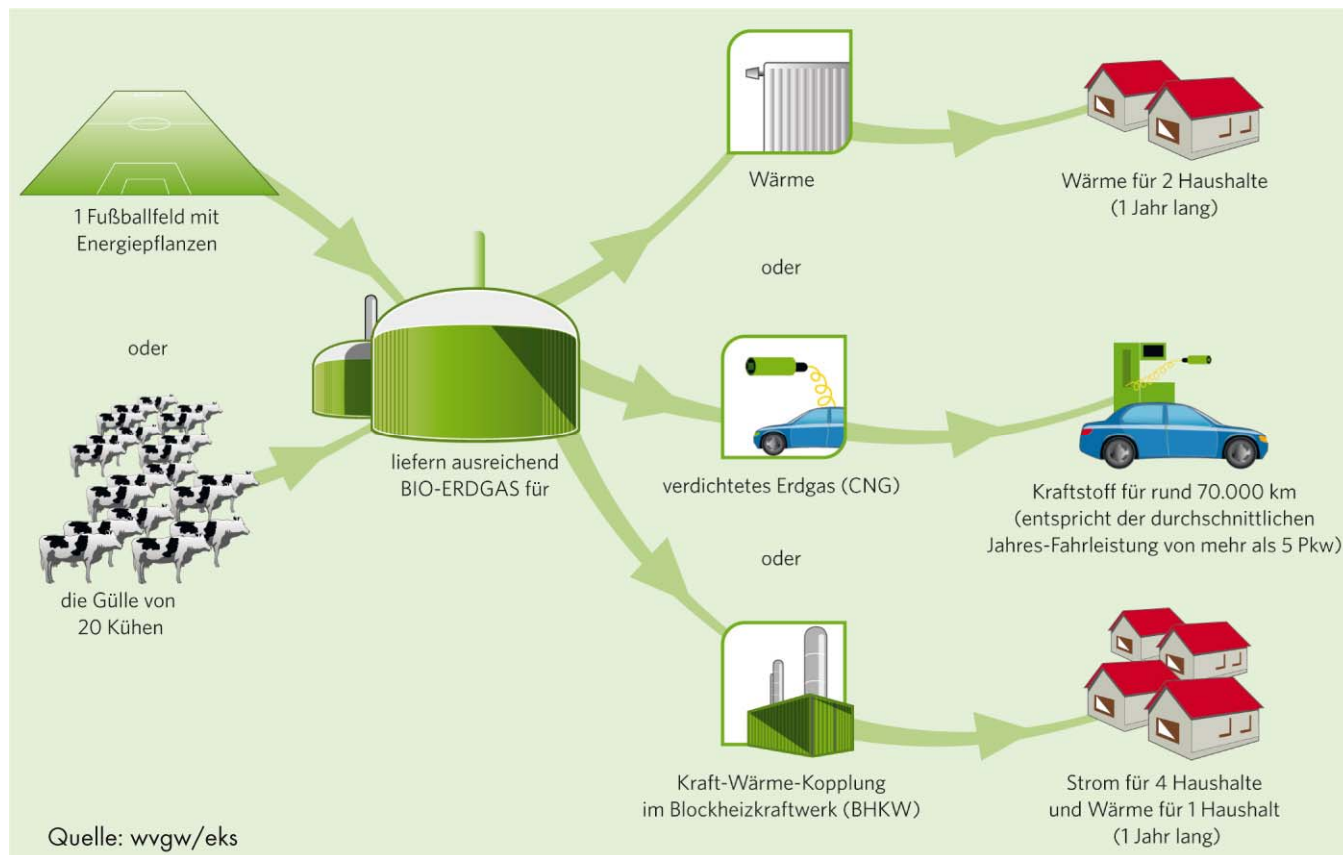 1 Fußballfeld mit
Energiepflanzen
oder
die Gülle von
20 Kühen
liefern ausreichend
BIO-ERDGAS für
Wärme
Wärme für 2 Haushalte
(1 Jahr lang)
oder
verdichtetes Erdgas (CNG)
Kraftstoff für rund 70.000 km
(entspricht der durchschnittlichen
Jahres-Fahrleistung von mehr als 5 Pkw)
oder
Kraft-Wärme-Kopplung
im Blockheizkraftwerk (BHKW)
Strom für 4 Haushalte
und Wärme für 1 Haushalt
(1 Jahr lang)
Quelle: wvgw/eks